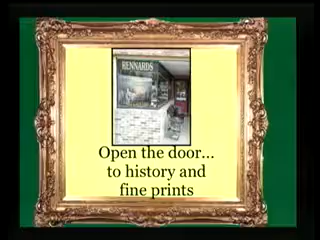 RENNARDS
Open the door...
to history and
fine prints